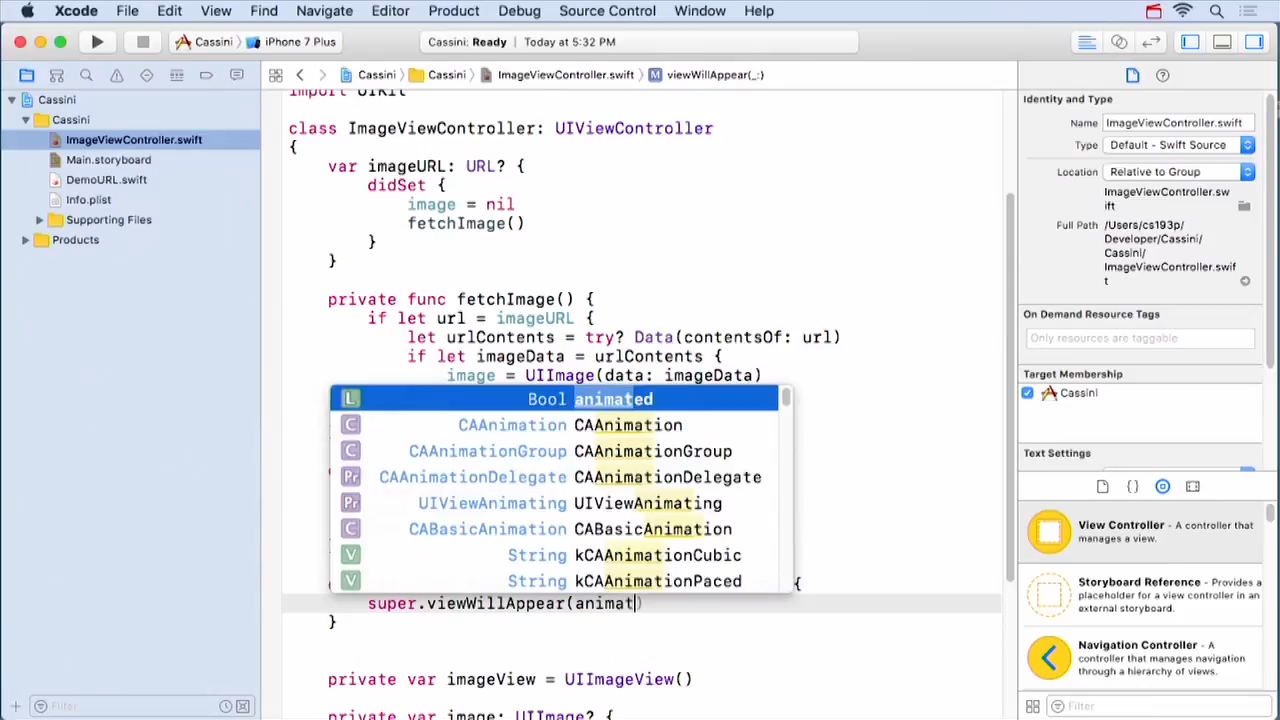 Xcode File Edit View Find Navigate Editor Product Debug Source Control Window Help
Cassini iPhone 7 Plus Cassini: Ready Today at 5:32 PM
Cassini Cassini ImageViewController.swift viewWillAppear(_:)
Cassini
Cassini
ImageViewController.swift
Main.storyboard
DemoURL.swift
Info.plist
Supporting Files
Products
Filter
import UIKit
class ImageViewController: UIViewController
{
var imageURL: URL? {
didSet {
image = nil
fetchImage()
}
}
private func fetchImage() {
if let url = imageURL {
let urlContents = try? Data(contentsOf: url)
if let imageData = urlContents {
image = UIImage(data: imageData)
L Bool animated
C CAAnimation CAAnimation
C CAAnimationGroup CAAnimationGroup
Pr CAAnimationDelegate CAAnimationDelegate
Pr UIViewAnimating UIViewAnimating
C CABasicAnimation CABasicAnimation
V String kCAAnimationCubic
V String kCAAnimationPaced
{
super.viewWillAppear(animat)
}
private var imageView = UIImageView()
private var image: UIImage? {
Identity and Type
Name ImageViewController.swift
Type Default - Swift Source
Location Relative to Group
ImageViewController.sw
ift
Full Path /Users/cs193p/
Developer/Cassini/
Cassini/
ImageViewController.swif
t
On Demand Resource Tags
Only resources are taggable
Target Membership
Cassini
Text Settings
{ }
View Controller - A controller that
manages a view.
Storyboard Reference - Provides a
placeholder for a view controller in an
external storyboard.
Navigation Controller - A
controller that manages navigation
through a hierarchy of views.
Filter